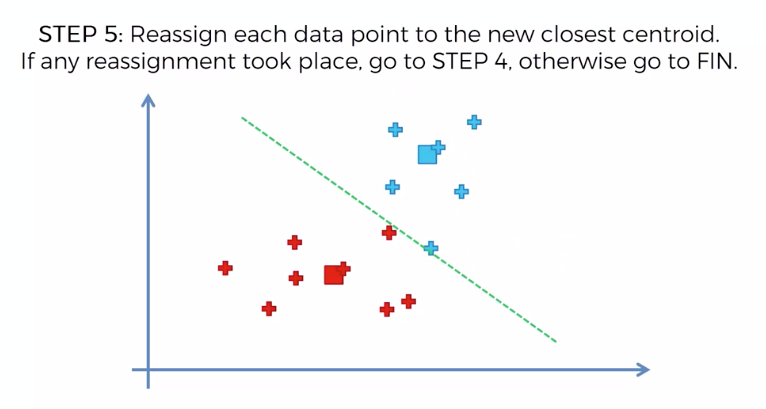 STEP 5: Reassign each data point to the new closest centroid.
If any reassignment took place, go to STEP 4, otherwise go to FIN.